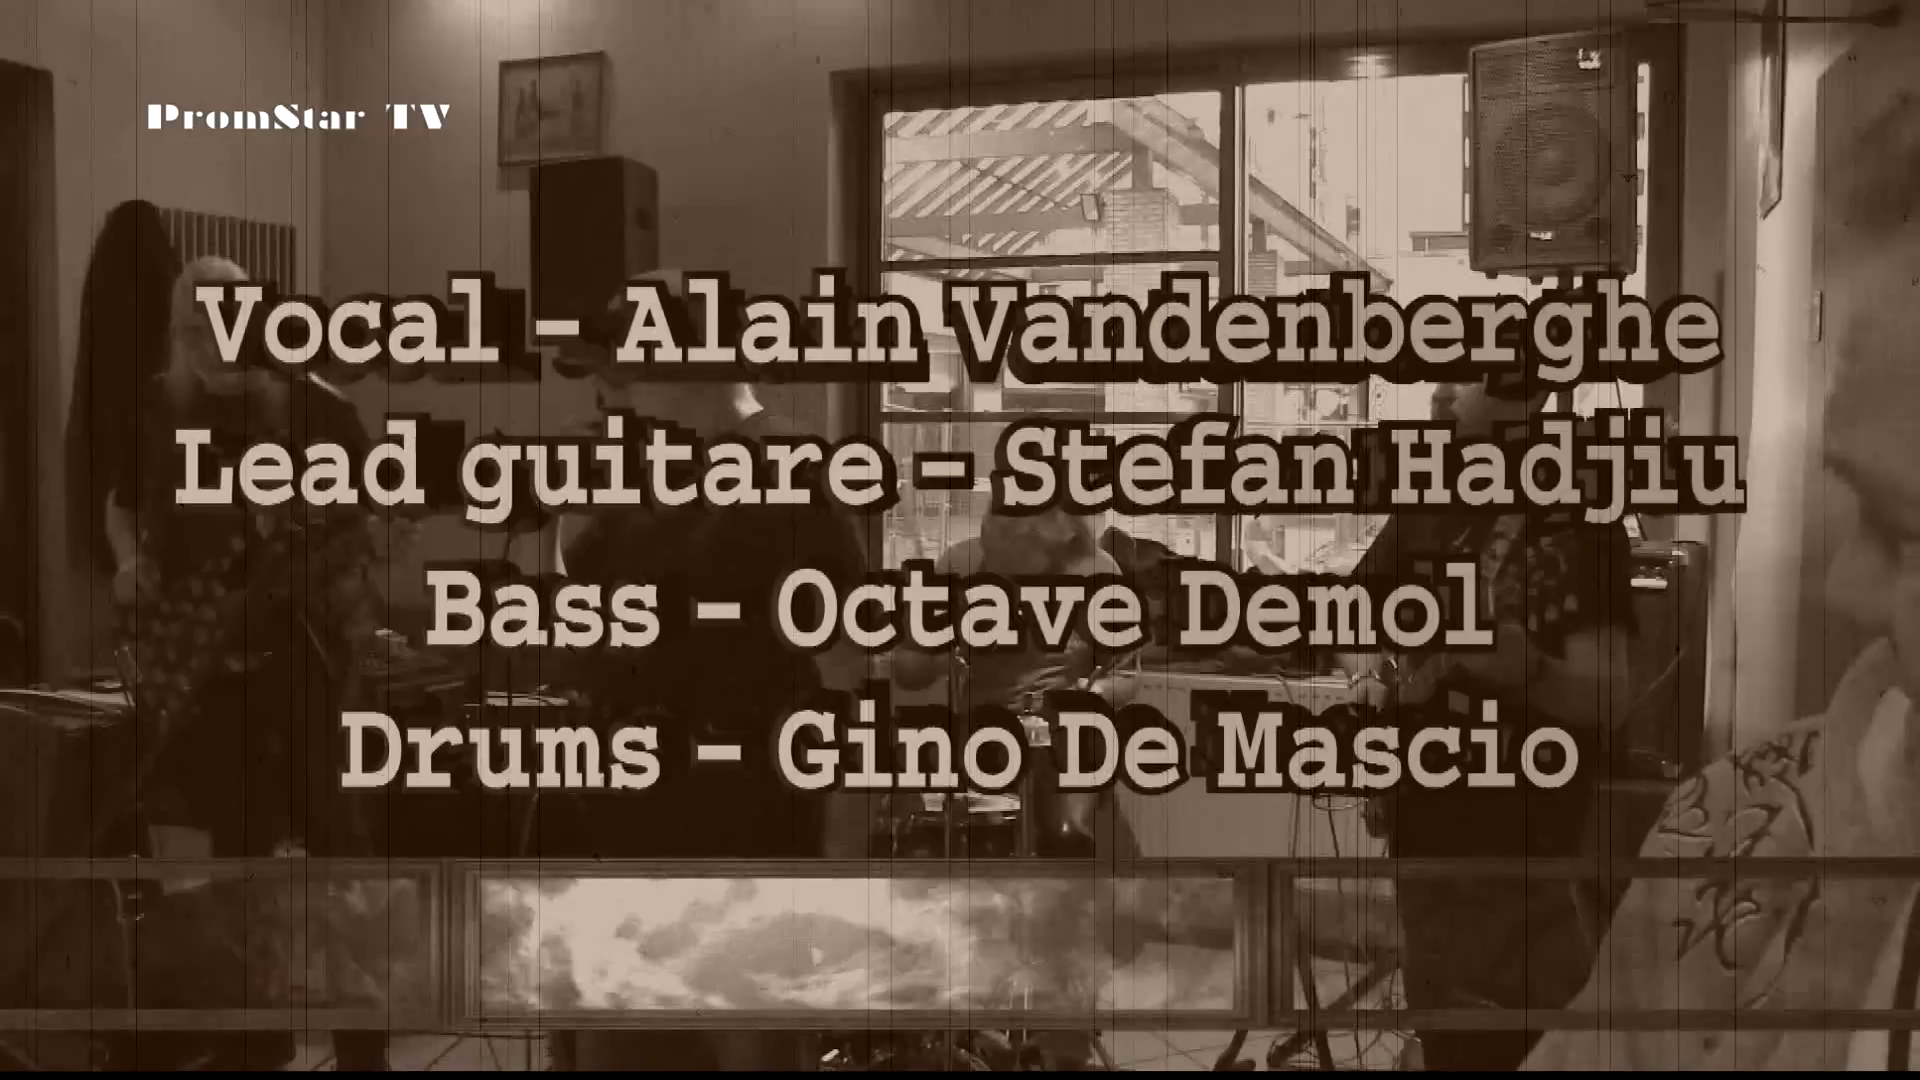 PromStar TV
Vocal - Alain Vandenberghe
Lead guitare - Stefan Hadjiu
Bass - Octave Demol
Drums - Gino De Mascio